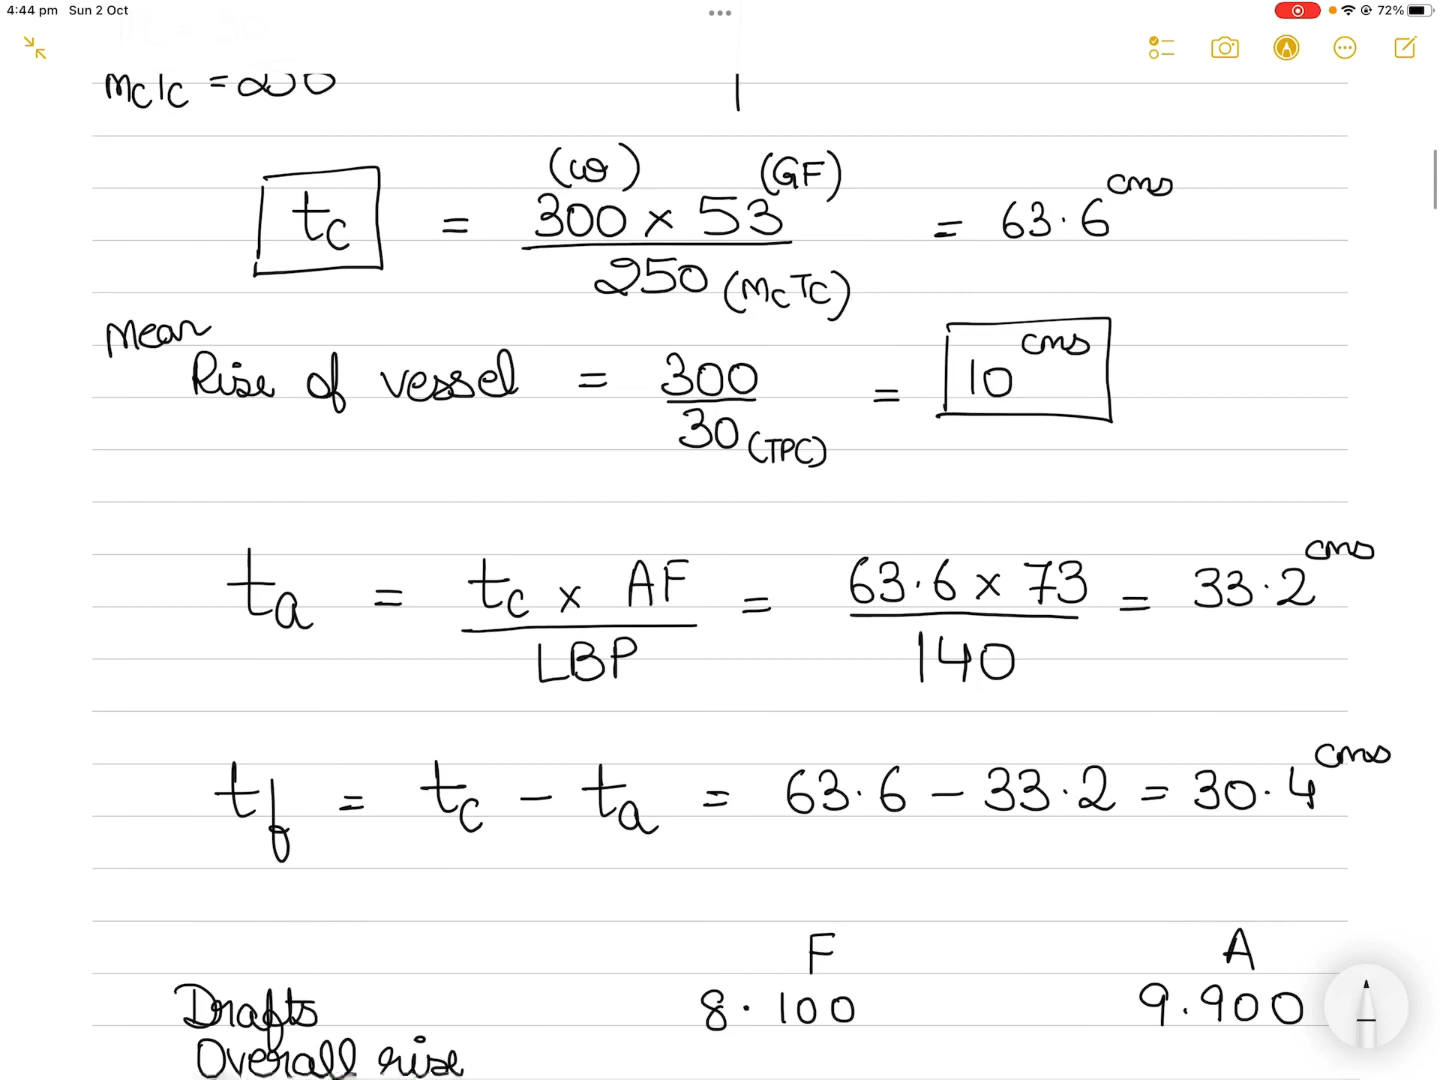 4:44 pm Sun 2 Oct
72%
MCTC = 250
(w) (GF)
tc = 300 × 53 = 63.6 cms
250 (MCTC)
Mean
Rise of vessel = 300 = 10 cms
30 (TPC)
ta = tc × AF = 63.6 × 73 = 33.2 cms
LBP 140
tf = tc - ta = 63.6 - 33.2 = 30.4 cms
F A
Drafts 8.100 9.900
Overall rise